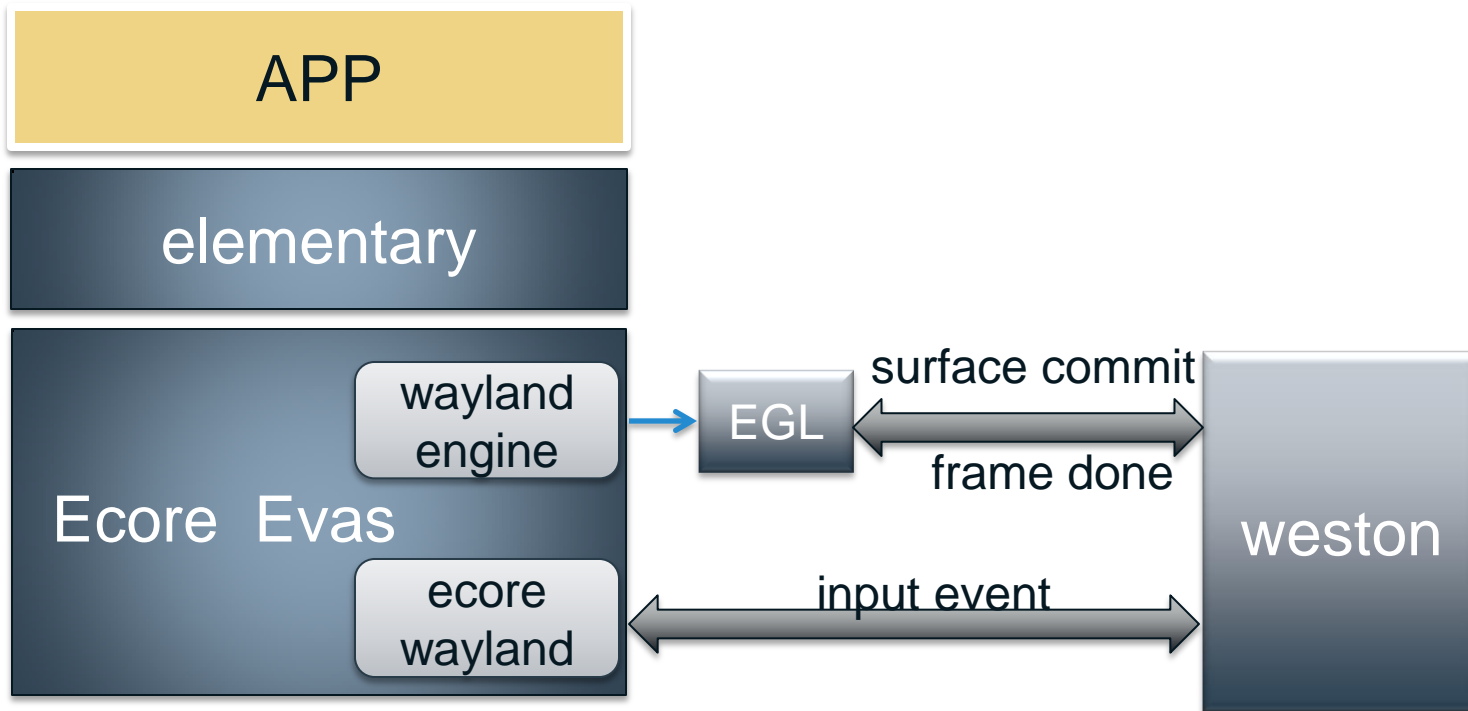 APP
elementary
Ecore Evas
wayland
engine
ecore
wayland
EGL
surface commit
frame done
input event
weston